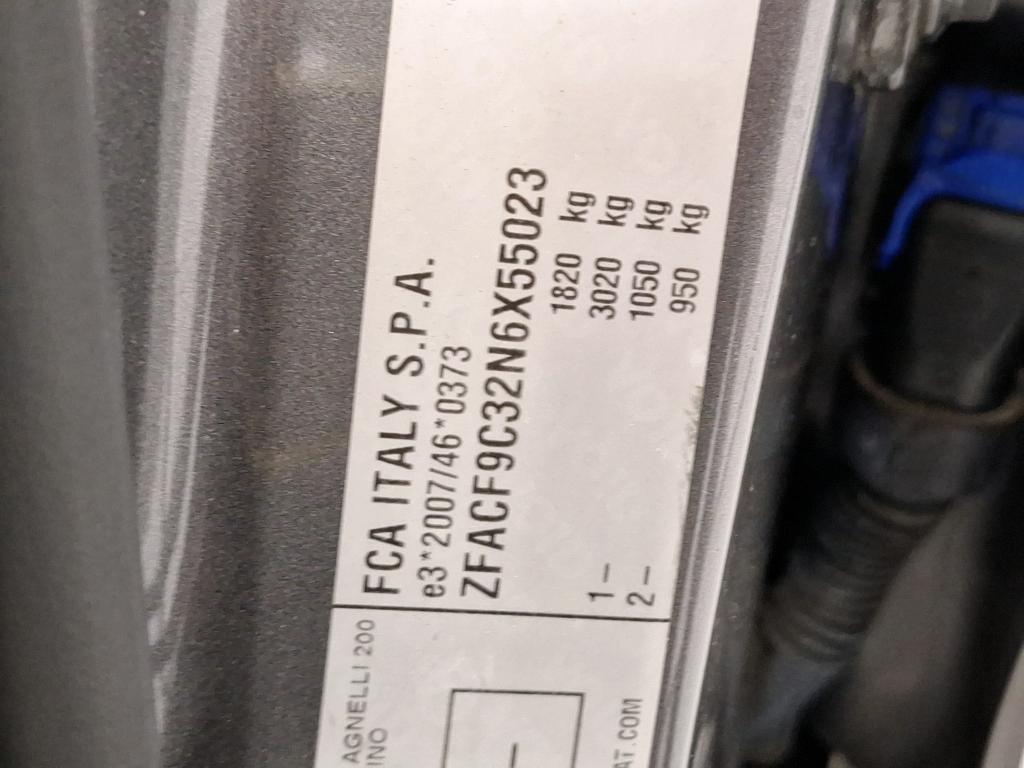 FCA ITALY S.P.A.
e3*2007/46*0373
ZFACF9C32N6X55023
1820 kg
3020 kg
1 – 1050 kg
2 – 950 kg
AGNELLI 200
INO
AT.COM